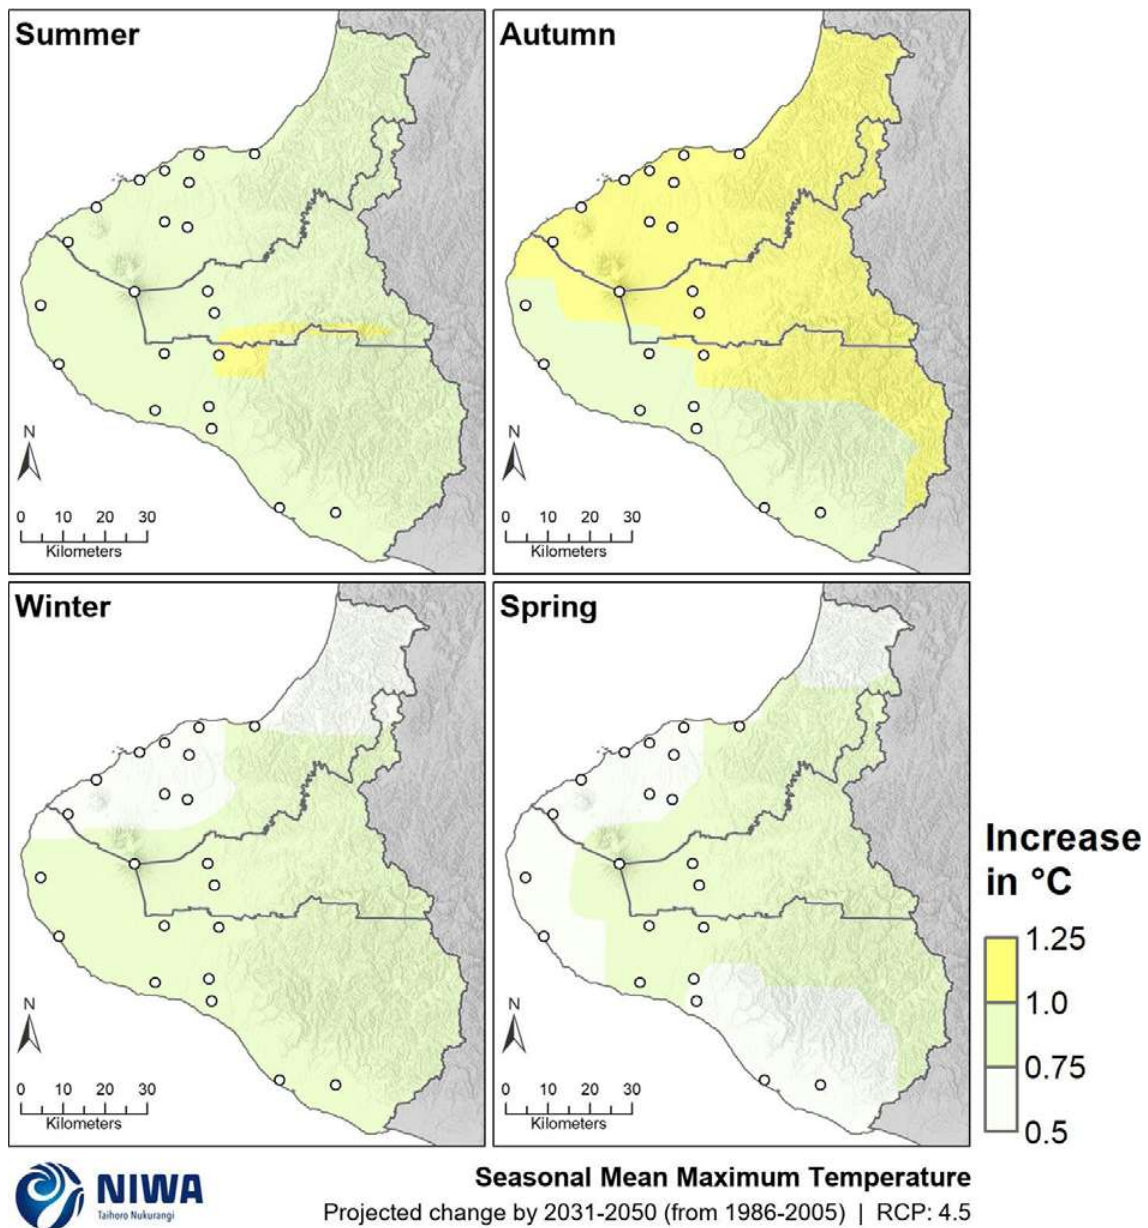 Summer
Autumn
N
0 10 20 30
Kilometers
N
0 10 20 30
Kilometers
Winter
Spring
N
0 10 20 30
Kilometers
N
0 10 20 30
Kilometers
Increase
in °C
1.25
1.0
0.75
0.5
NIWA
Taihoro Nukurangi
Seasonal Mean Maximum Temperature
Projected change by 2031-2050 (from 1986-2005) | RCP: 4.5